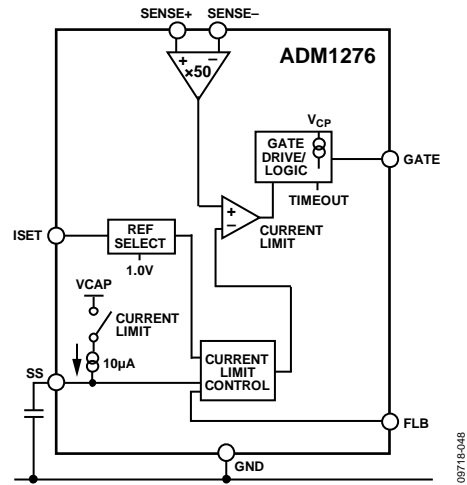 SENSE+ SENSE–
ADM1276
+ –
×50
VCP
GATE
DRIVE/
LOGIC
GATE
TIMEOUT
+
–
CURRENT
LIMIT
ISET
REF
SELECT
1.0V
VCAP
CURRENT
LIMIT
10µA
SS
CURRENT
LIMIT
CONTROL
FLB
GND
09718-048